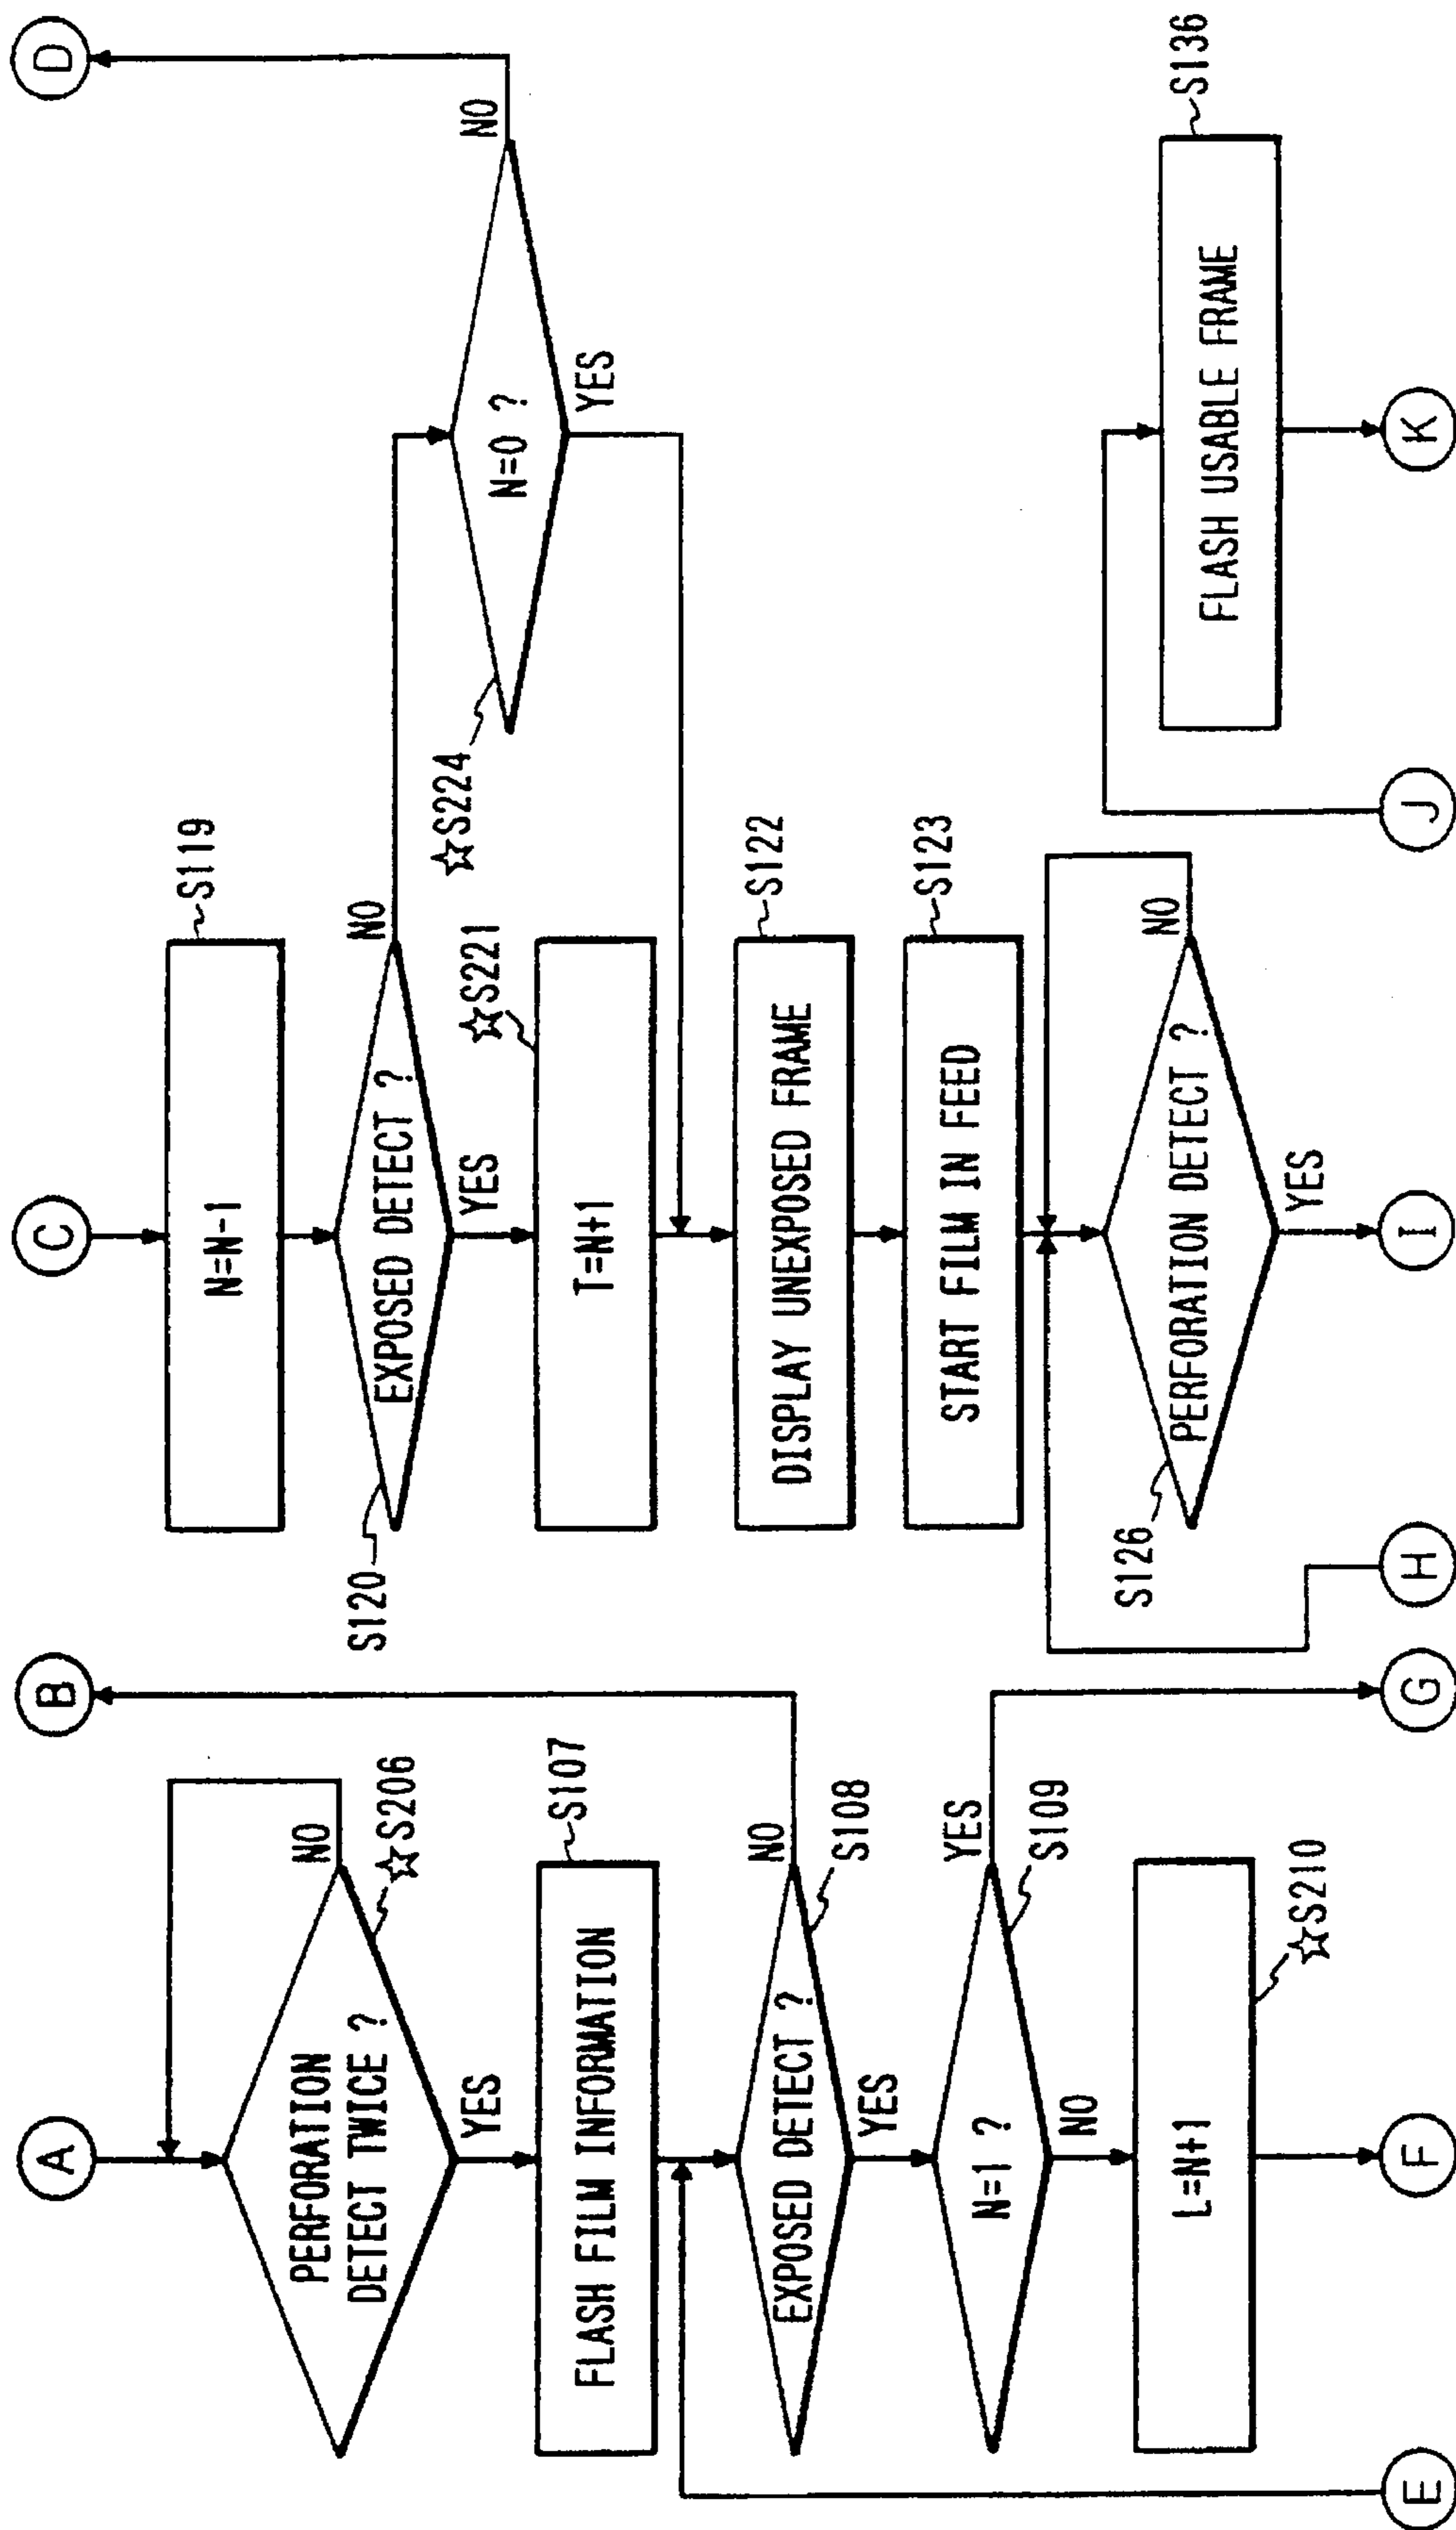 A
PERFORATION
DETECT TWICE ?
NO
☆S206
YES
FLASH FILM INFORMATION
S107
EXPOSED DETECT ?
NO
S108
YES
N=1 ?
YES
S109
NO
L=N+1
☆S210
B
E
F
G
C
N=N-1
S119
EXPOSED DETECT ?
S120
NO
YES
T=N+1
☆S221
DISPLAY UNEXPOSED FRAME
S122
START FILM IN FEED
S123
PERFORATION DETECT ?
S126
NO
YES
H
I
D
N=0 ?
NO
☆S224
YES
FLASH USABLE FRAME
S136
J
K